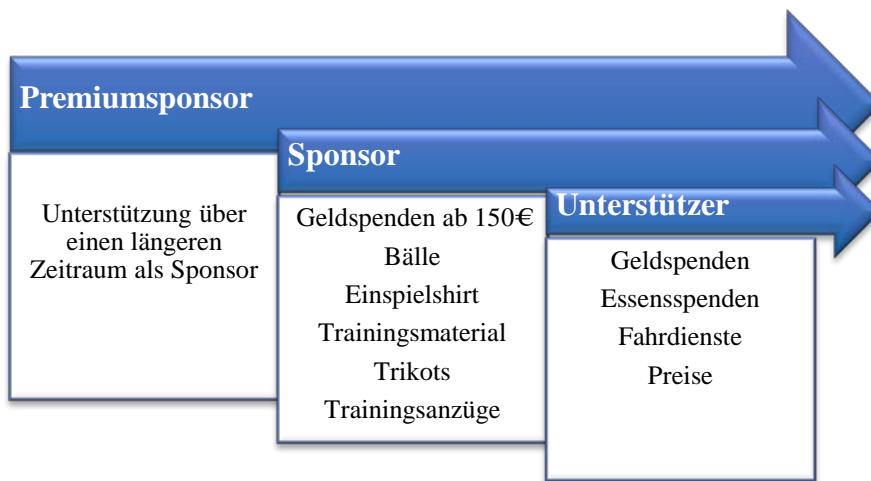 Premiumsponsor
Unterstützung über
einen längeren
Zeitraum als Sponsor
Sponsor
Geldspenden ab 150€
Bälle
Einspielshirt
Trainingsmaterial
Trikots
Trainingsanzüge
Unterstützer
Geldspenden
Essensspenden
Fahrdienste
Preise